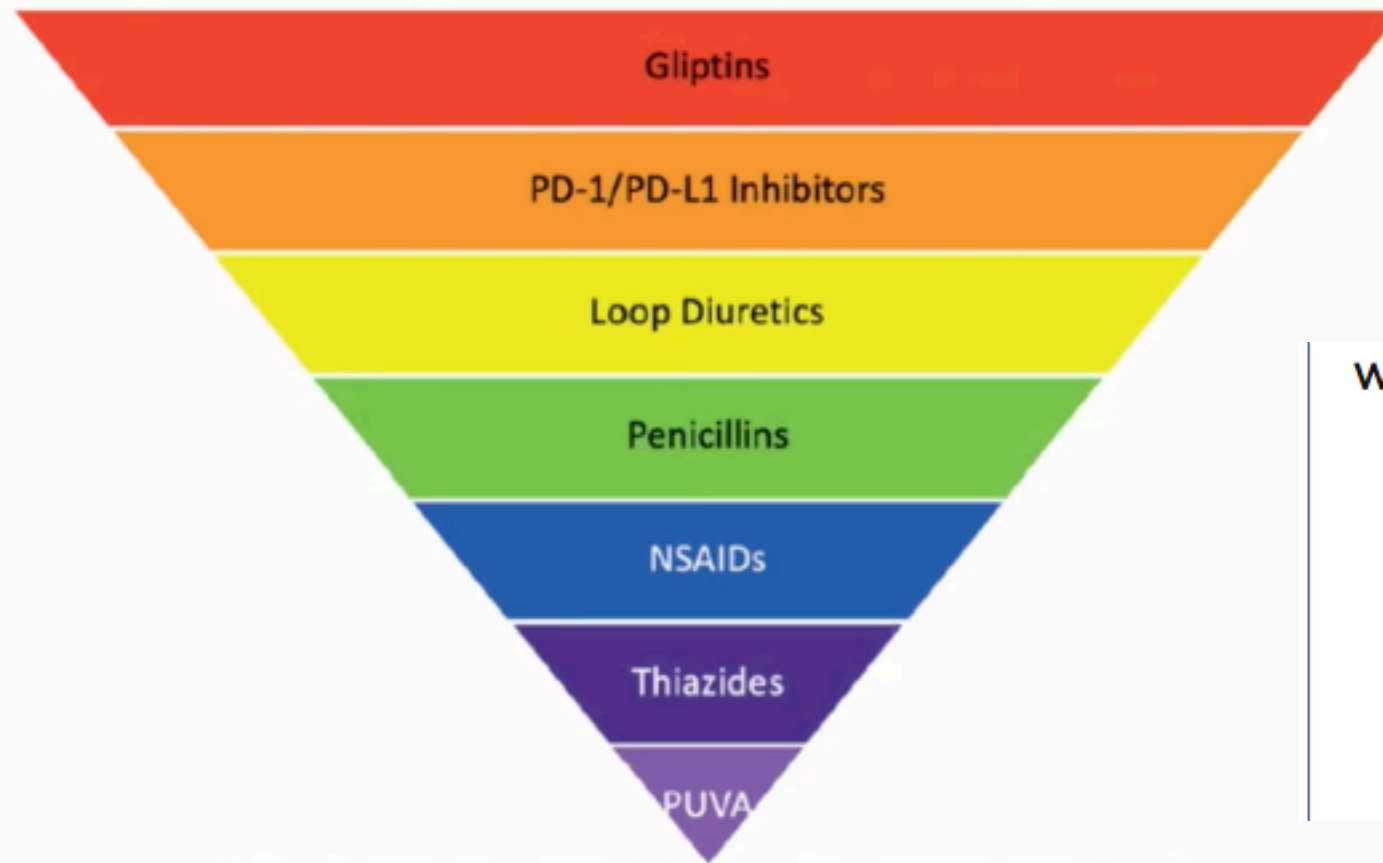 Gliptins
PD-1/PD-L1 Inhibitors
Loop Diuretics
Penicillins
NSAIDs
Thiazides
PUVA
W